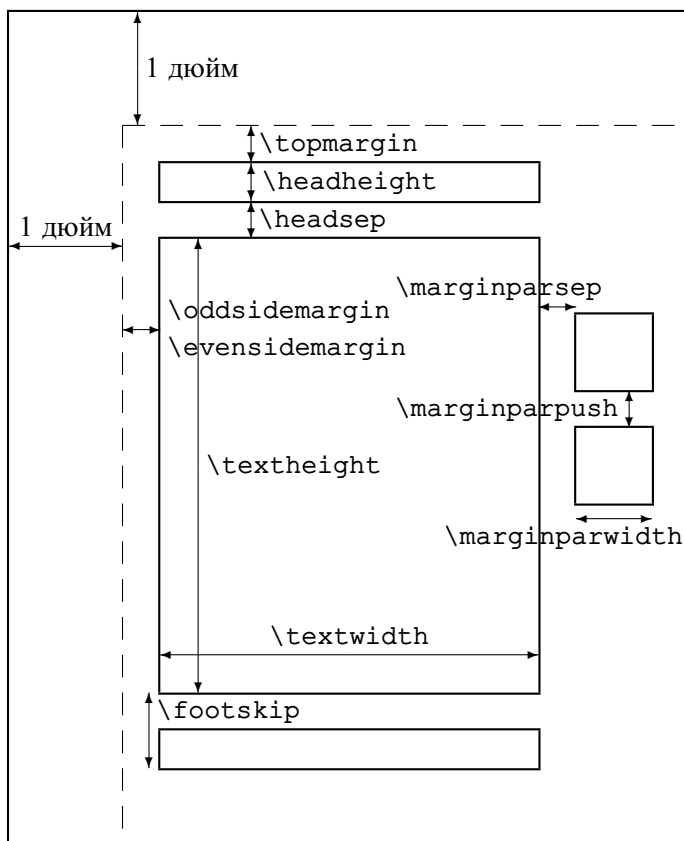 1 дюйм
\topmargin
\headheight
\headsep
1 дюйм
\marginparsep
\oddsidemargin
\evensidemargin
\marginparpush
\textheight
\marginparwidth
\textwidth
\footskip